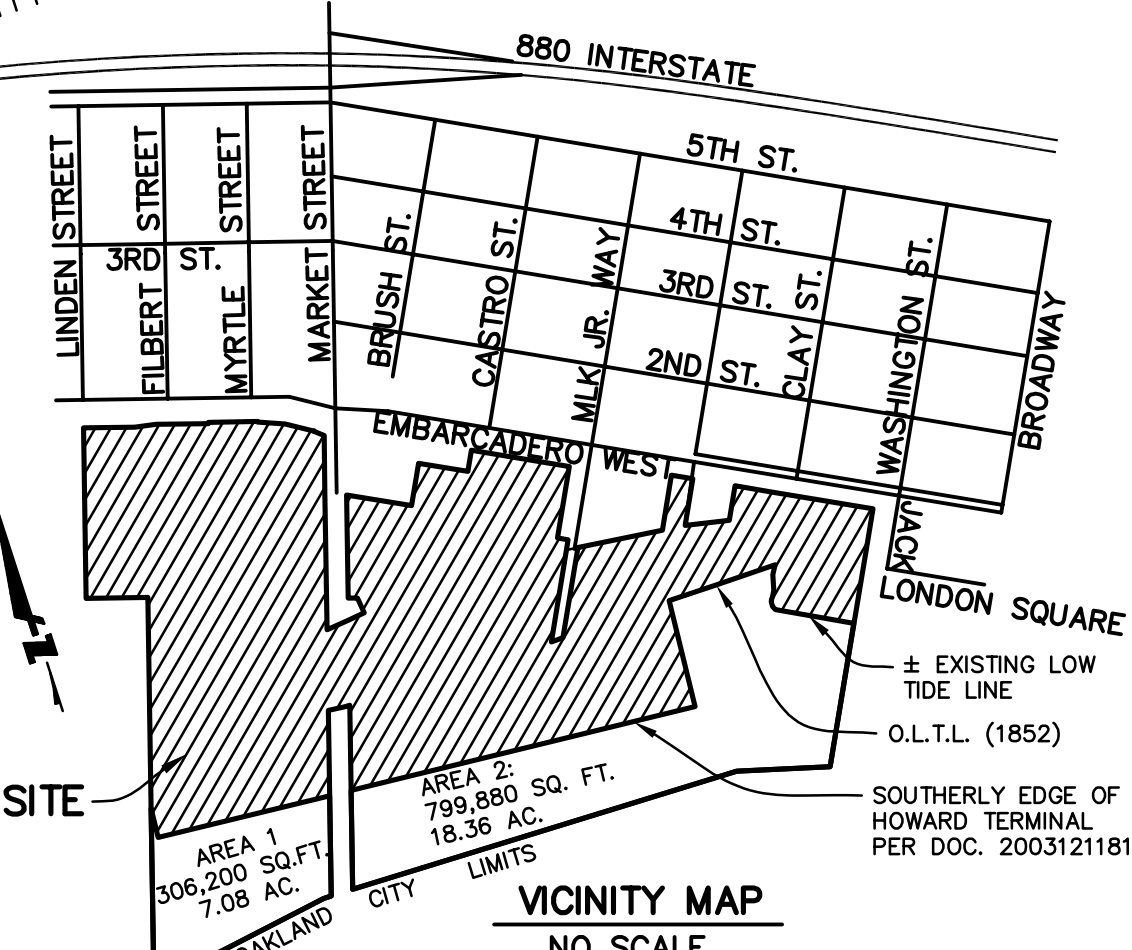 880 INTERSTATE
5TH ST.
4TH ST.
3RD ST.
3RD ST.
2ND ST.
LINDEN STREET
FILBERT STREET
MYRTLE STREET
MARKET STREET
BRUSH ST.
CASTRO ST.
MLK JR. WAY
CLAY ST.
WASHINGTON ST.
BROADWAY
EMBARCADERO WEST
JACK
LONDON SQUARE
± EXISTING LOW
TIDE LINE
O.L.T.L. (1852)
SOUTHERLY EDGE OF
HOWARD TERMINAL
PER DOC. 2003121181
SITE
Z
AREA 2:
799,880 SQ. FT.
18.36 AC.
AREA 1
306,200 SQ.FT.
7.08 AC.
OAKLAND CITY LIMITS
VICINITY MAP
NO SCALE